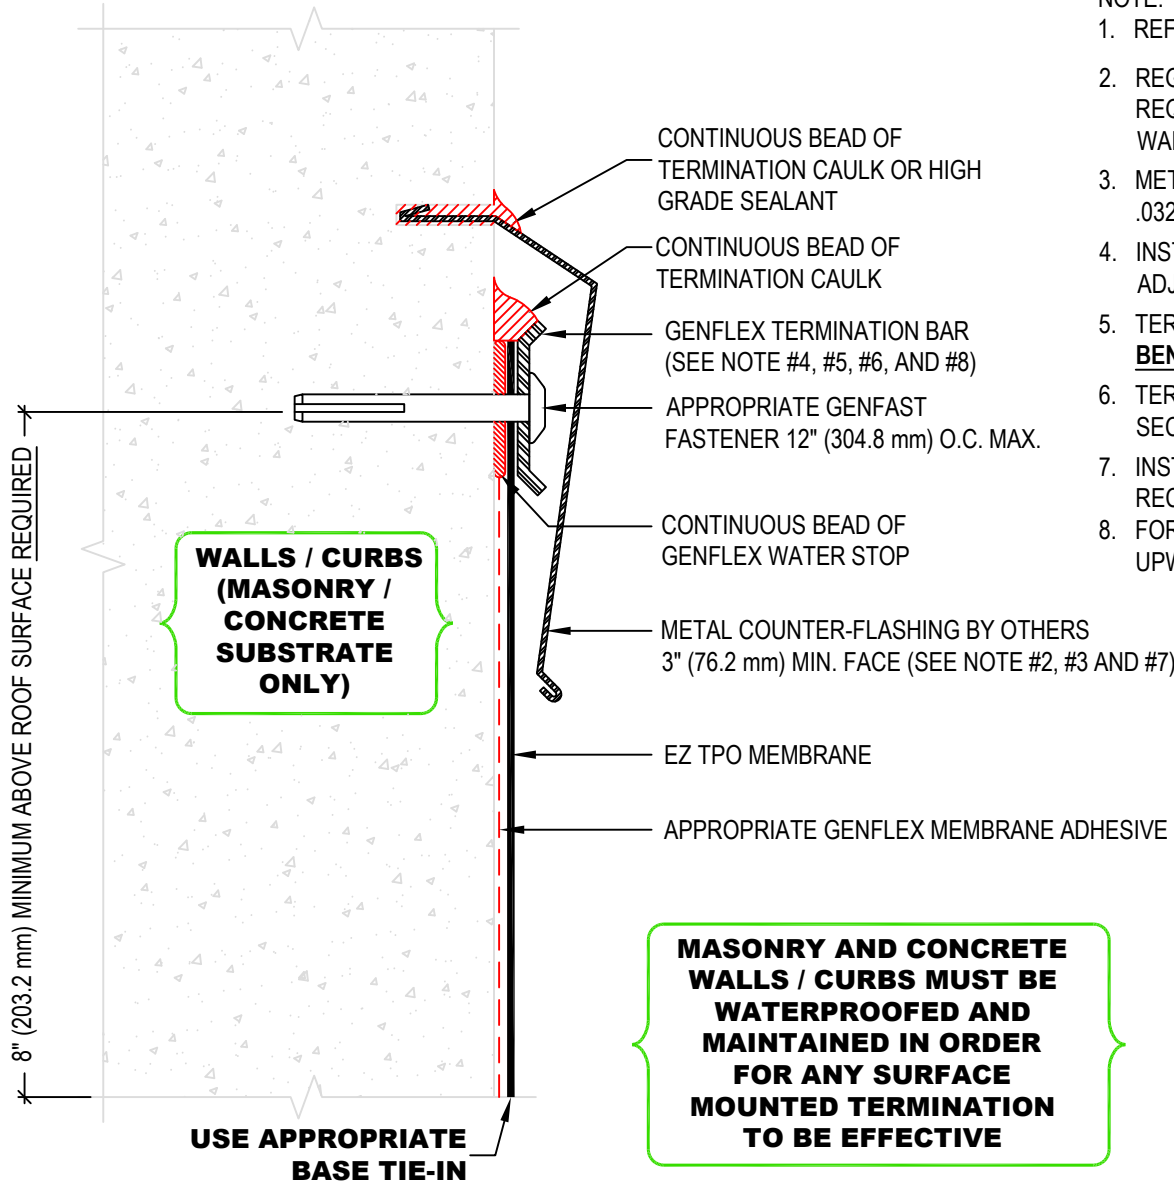 CONTINUOUS BEAD OF
TERMINATION CAULK OR HIGH
GRADE SEALANT
CONTINUOUS BEAD OF
TERMINATION CAULK
GENFLEX TERMINATION BAR
(SEE NOTE #4, #5, #6, AND #8)
APPROPRIATE GENFAST
FASTENER 12" (304.8 mm) O.C. MAX.
CONTINUOUS BEAD OF
GENFLEX WATER STOP
METAL COUNTER-FLASHING BY OTHERS
3" (76.2 mm) MIN. FACE (SEE NOTE #2, #3 AND #7)
EZ TPO MEMBRANE
APPROPRIATE GENFLEX MEMBRANE ADHESIVE
8" (203.2 mm) MINIMUM ABOVE ROOF SURFACE REQUIRED
WALLS / CURBS
(MASONRY /
CONCRETE
SUBSTRATE
ONLY)
MASONRY AND CONCRETE
WALLS / CURBS MUST BE
WATERPROOFED AND
MAINTAINED IN ORDER
FOR ANY SURFACE
MOUNTED TERMINATION
TO BE EFFECTIVE
USE APPROPRIATE
BASE TIE-IN
NOTE:
1. REF
2.
3. MET
.032
4. INST
ADJ
5. TER
BEN
6. TER
SEC
7. INST
REC
8. FOR
UPW